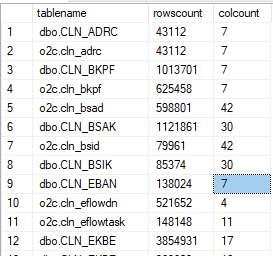 tablename rowscount colcount
1 dbo.CLN_ADRC 43112 7
2 o2c.cln_adrc 43112 7
3 dbo.CLN_BKPF 1013701 7
4 o2c.cln_bkpf 625458 7
5 o2c.cln_bsad 598801 42
6 dbo.CLN_BSAK 1121861 30
7 o2c.cln_bsid 79961 42
8 dbo.CLN_BSIK 85374 30
9 dbo.CLN_EBAN 138024 7
10 o2c.cln_eflowdn 521652 4
11 o2c.cln_eflowtask 148148 11
12 dbo.CLN_EKBE 3854931 17